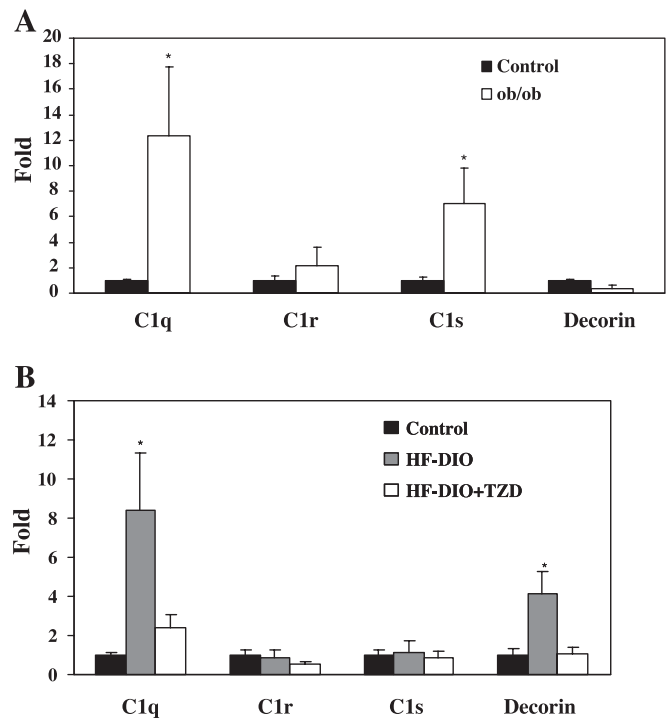 A
20
18
16
14
12
10
8
6
4
2
0
Fold
*
*
Control
ob/ob
C1q C1r C1s Decorin
B
14
12
10
8
6
4
2
0
Fold
*
*
Control
HF-DIO
HF-DIO+TZD
C1q C1r C1s Decorin